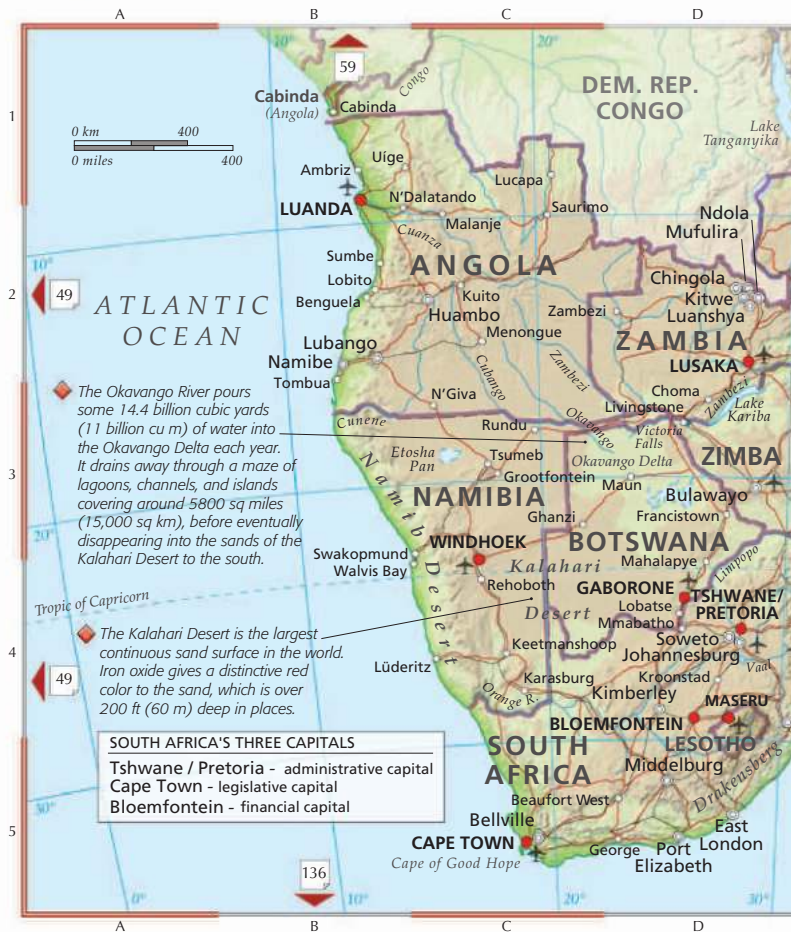 A
B
C
D
10°
20°
59
1
Cabinda
(Angola)
Cabinda
Congo
DEM. REP.
CONGO
Lake
Tanganyika
0 km 400
0 miles 400
Uíge
Ambriz
Lucapa
N'Dalatando
LUANDA
Malanje
Saurimo
Ndola
Mufulira
Cuanza
10°
Sumbe
ANGOLA
49
2
ATLANTIC
OCEAN
Lobito
Benguela
Kuito
Huambo
Zambezi
Chingola
Kitwe
Luanshya
Menongue
ZAMBIA
Lubango
Namibe
Tombua
Cubango
Zambezi
LUSAKA
Choma
Zambezi
Lake
Kariba
N'Giva
Livingstone
The Okavango River pours
some 14.4 billion cubic yards
(11 billion cu m) of water into
the Okavango Delta each year.
It drains away through a maze of
lagoons, channels, and islands
covering around 5800 sq miles
(15,000 sq km), before eventually
disappearing into the sands of the
Kalahari Desert to the south.
Cunene
Rundu
Okavango
Victoria
Falls
3
Etosha
Pan
Tsumeb
Grootfontein
Okavango Delta
Maun
ZIMBA
Bulawayo
NAMIBIA
Ghanzi
Francistown
20°
Namib Desert
WINDHOEK
BOTSWANA
Swakopmund
Walvis Bay
Kalahari
Desert
Mahalapye
Limpopo
Rehoboth
GABORONE
TSHWANE/
PRETORIA
Lobatse
Mmabatho
Tropic of Capricorn
The Kalahari Desert is the largest
continuous sand surface in the world.
Iron oxide gives a distinctive red
color to the sand, which is over
200 ft (60 m) deep in places.
4
49
Keetmanshoop
Soweto
Johannesburg
Vaal
Lüderitz
Karasburg
Orange R.
Kroonstad
Kimberley
MASERU
BLOEMFONTEIN
LESOTHO
SOUTH
AFRICA
Middelburg
Drakensberg
SOUTH AFRICA'S THREE CAPITALS
Tshwane / Pretoria - administrative capital
Cape Town - legislative capital
Bloemfontein - financial capital
30°
5
Beaufort West
Bellville
CAPE TOWN
Cape of Good Hope
George
Port
Elizabeth
East
London
136
0°
10°
20°
30°
A
B
C
D